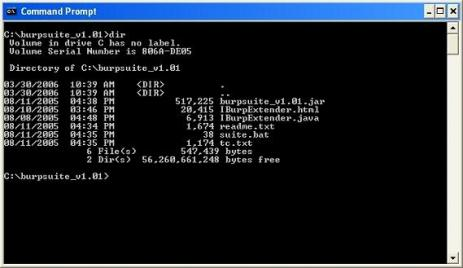 Command Prompt
C:\burpsuite_v1.01>dir
Volume in drive C has no label.
Volume Serial Number is 806A-DE05
Directory of C:\burpsuite_v1.01
03/30/2006 10:39 AM <DIR> .
03/30/2006 10:39 AM <DIR> ..
08/11/2005 04:38 PM 517,225 burpsuite_v1.01.jar
08/10/2005 03:46 PM 20,415 IBurpExtender.html
08/08/2005 04:48 PM 6,913 IBurpExtender.java
08/11/2005 04:34 PM 1,674 readme.txt
08/11/2005 04:35 PM 38 suite.bat
08/11/2005 04:35 PM 1,174 tc.txt
6 File(s) 547,439 bytes
2 Dir(s) 56,260,661,248 bytes free
C:\burpsuite_v1.01>